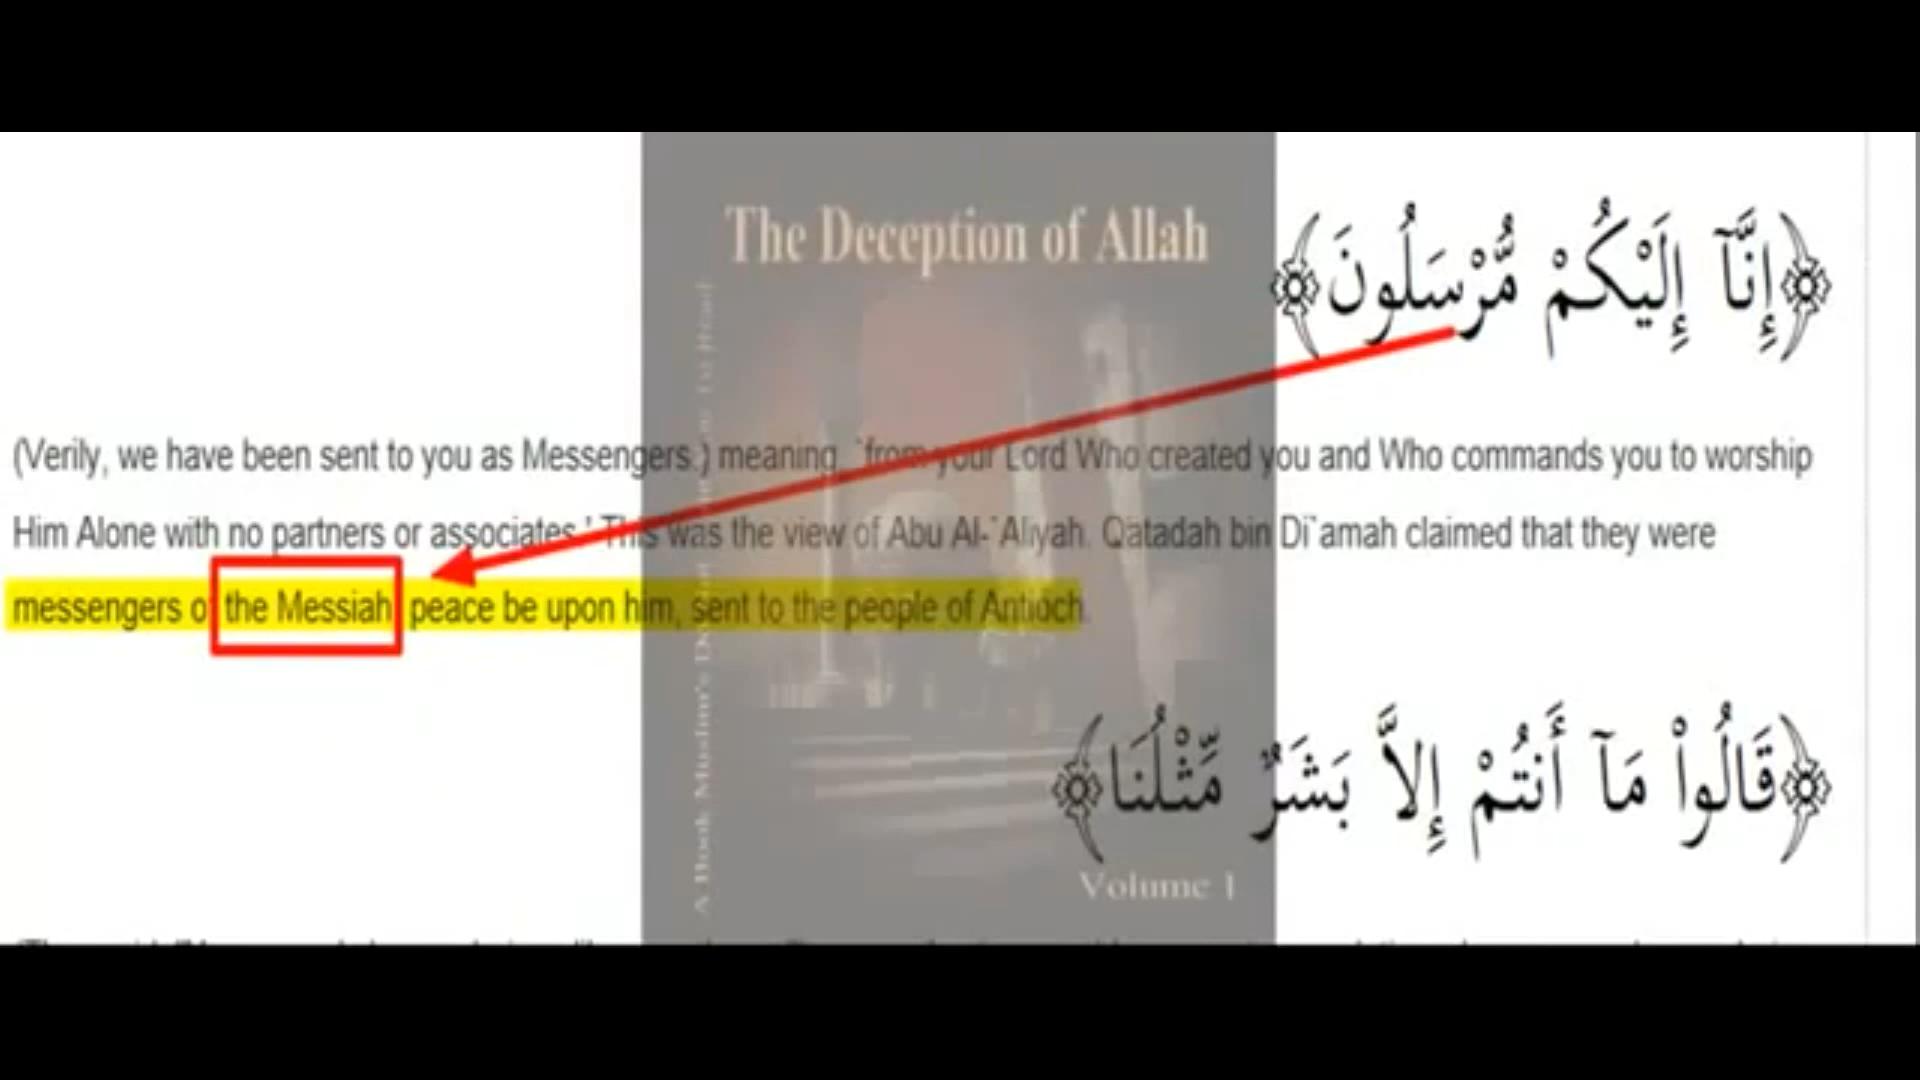 The Deception of Allah
﴿إِنَّآ إِلَيْكُمْ مُّرْسَلُونَ﴾
(Verily, we have been sent to you as Messengers.) meaning, `from your Lord Who created you and Who commands you to worship
Him Alone with no partners or associates.' This was the view of Abu Al-`Aliyah. Qatadah bin Di`amah claimed that they were
messengers of the Messiah, peace be upon him, sent to the people of Antioch.
﴿قَالُواْ مَآ أَنتُمْ إِلاَّ بَشَرٌ مِّثْلُنَا﴾
A Book Muslim's Read
Volume 1